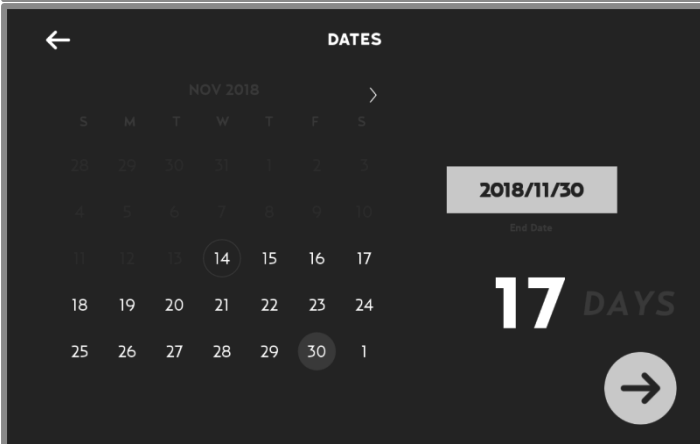 DATES
NOV 2018
S M T W T F S
28 29 30 31 1 2 3
4 5 6 7 8 9 10
11 12 13 14 15 16 17
18 19 20 21 22 23 24
25 26 27 28 29 30 1
2018/11/30
End Date
17 DAYS